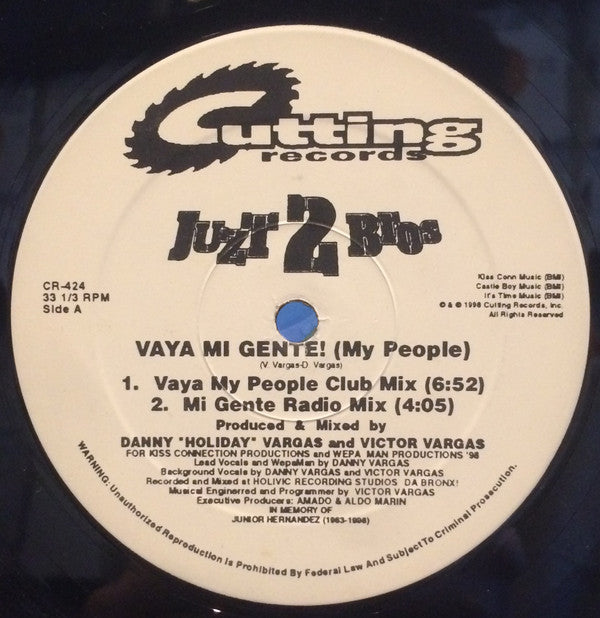 Cutting
records
JUZT 2 BROS
CR-424
33 1/3 RPM
Side A
Kiss Conn Music (BMI)
Castle Boy Music (BMI)
It's Time Music (BMI)
℗ & © 1998 Cutting Records, Inc.
All Rights Reserved
VAYA MI GENTE! (My People)
(V. Vargas-D. Vargas)
1. Vaya My People Club Mix (6:52)
2. Mi Gente Radio Mix (4:05)
Produced & Mixed by
DANNY "HOLIDAY" VARGAS and VICTOR VARGAS
FOR KISS CONNECTION PRODUCTIONS and WEPA MAN PRODUCTIONS '98
Lead Vocals and WepaMan by DANNY VARGAS
Background Vocals by DANNY VARGAS and VICTOR VARGAS
Recorded and Mixed at HOLIVIC RECORDING STUDIOS DA BRONX!
Musical Enginerred and Programmer by VICTOR VARGAS
Executive Producers: AMADO & ALDO MARIN
IN MEMORY OF
JUNIOR HERNANDEZ (1963-1998)
WARNING: Unauthorized Reproduction Is Prohibited By Federal Law And Subject To Criminal Prosecution.